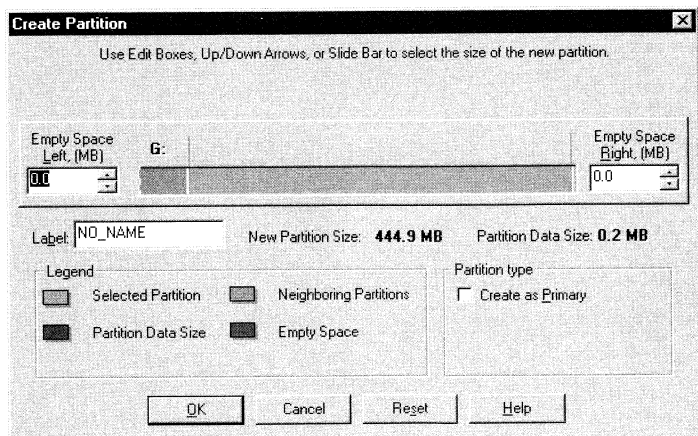 Create Partition
Use Edit Boxes, Up/Down Arrows, or Slide Bar to select the size of the new partition.
Empty Space
Left, (MB)
0.0
G:
Empty Space
Right, (MB)
0.0
Label: NO_NAME
New Partition Size: 444.9 MB
Partition Data Size: 0.2 MB
Legend
Selected Partition
Neighboring Partitions
Partition Data Size
Empty Space
Partition type
Create as Primary
OK
Cancel
Reset
Help